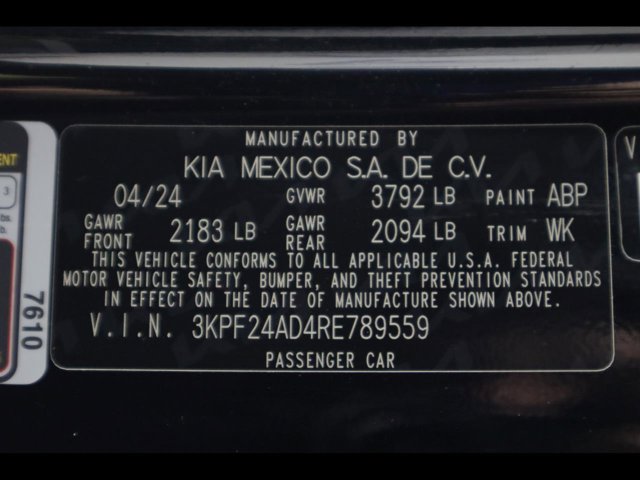 MANUFACTURED BY
KIA MEXICO S.A. DE C.V.
04/24 GVWR 3792 LB PAINT ABP
GAWR FRONT 2183 LB GAWR REAR 2094 LB TRIM WK
THIS VEHICLE CONFORMS TO ALL APPLICABLE U.S.A. FEDERAL
MOTOR VEHICLE SAFETY, BUMPER, AND THEFT PREVENTION STANDARDS
IN EFFECT ON THE DATE OF MANUFACTURE SHOWN ABOVE.
V.I.N. 3KPF24AD4RE789559
PASSENGER CAR
3
lbs.
7610
V